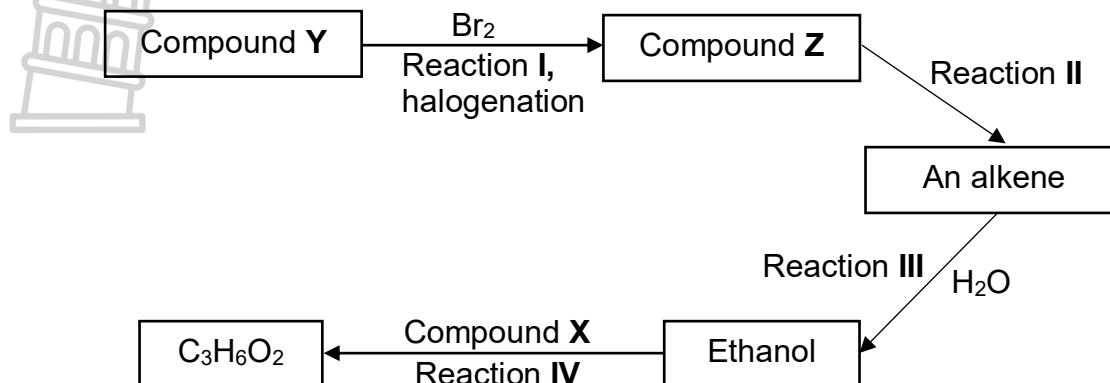 Compound Y
Br₂
Reaction I,
halogenation
Compound Z
Reaction II
An alkene
Reaction III
H₂O
Ethanol
Compound X
Reaction IV
C₃H₆O₂